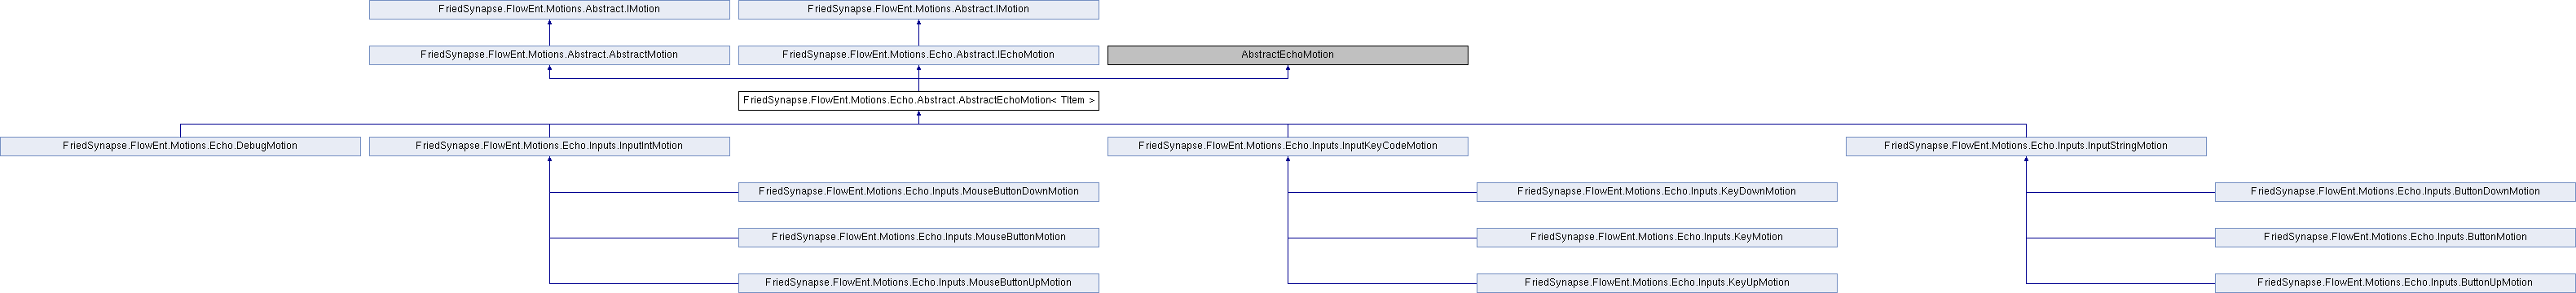 FriedSynapse.FlowEnt.Motions.Abstract.IMotion
FriedSynapse.FlowEnt.Motions.Abstract.IMotion
FriedSynapse.FlowEnt.Motions.Abstract.AbstractMotion
FriedSynapse.FlowEnt.Motions.Echo.Abstract.IEchoMotion
AbstractEchoMotion
FriedSynapse.FlowEnt.Motions.Echo.Abstract.AbstractEchoMotion< TItem >
FriedSynapse.FlowEnt.Motions.Echo.DebugMotion
FriedSynapse.FlowEnt.Motions.Echo.Inputs.InputIntMotion
FriedSynapse.FlowEnt.Motions.Echo.Inputs.InputKeyCodeMotion
FriedSynapse.FlowEnt.Motions.Echo.Inputs.InputStringMotion
FriedSynapse.FlowEnt.Motions.Echo.Inputs.MouseButtonDownMotion
FriedSynapse.FlowEnt.Motions.Echo.Inputs.KeyDownMotion
FriedSynapse.FlowEnt.Motions.Echo.Inputs.ButtonDownMotion
FriedSynapse.FlowEnt.Motions.Echo.Inputs.MouseButtonMotion
FriedSynapse.FlowEnt.Motions.Echo.Inputs.KeyMotion
FriedSynapse.FlowEnt.Motions.Echo.Inputs.ButtonMotion
FriedSynapse.FlowEnt.Motions.Echo.Inputs.MouseButtonUpMotion
FriedSynapse.FlowEnt.Motions.Echo.Inputs.KeyUpMotion
FriedSynapse.FlowEnt.Motions.Echo.Inputs.ButtonUpMotion